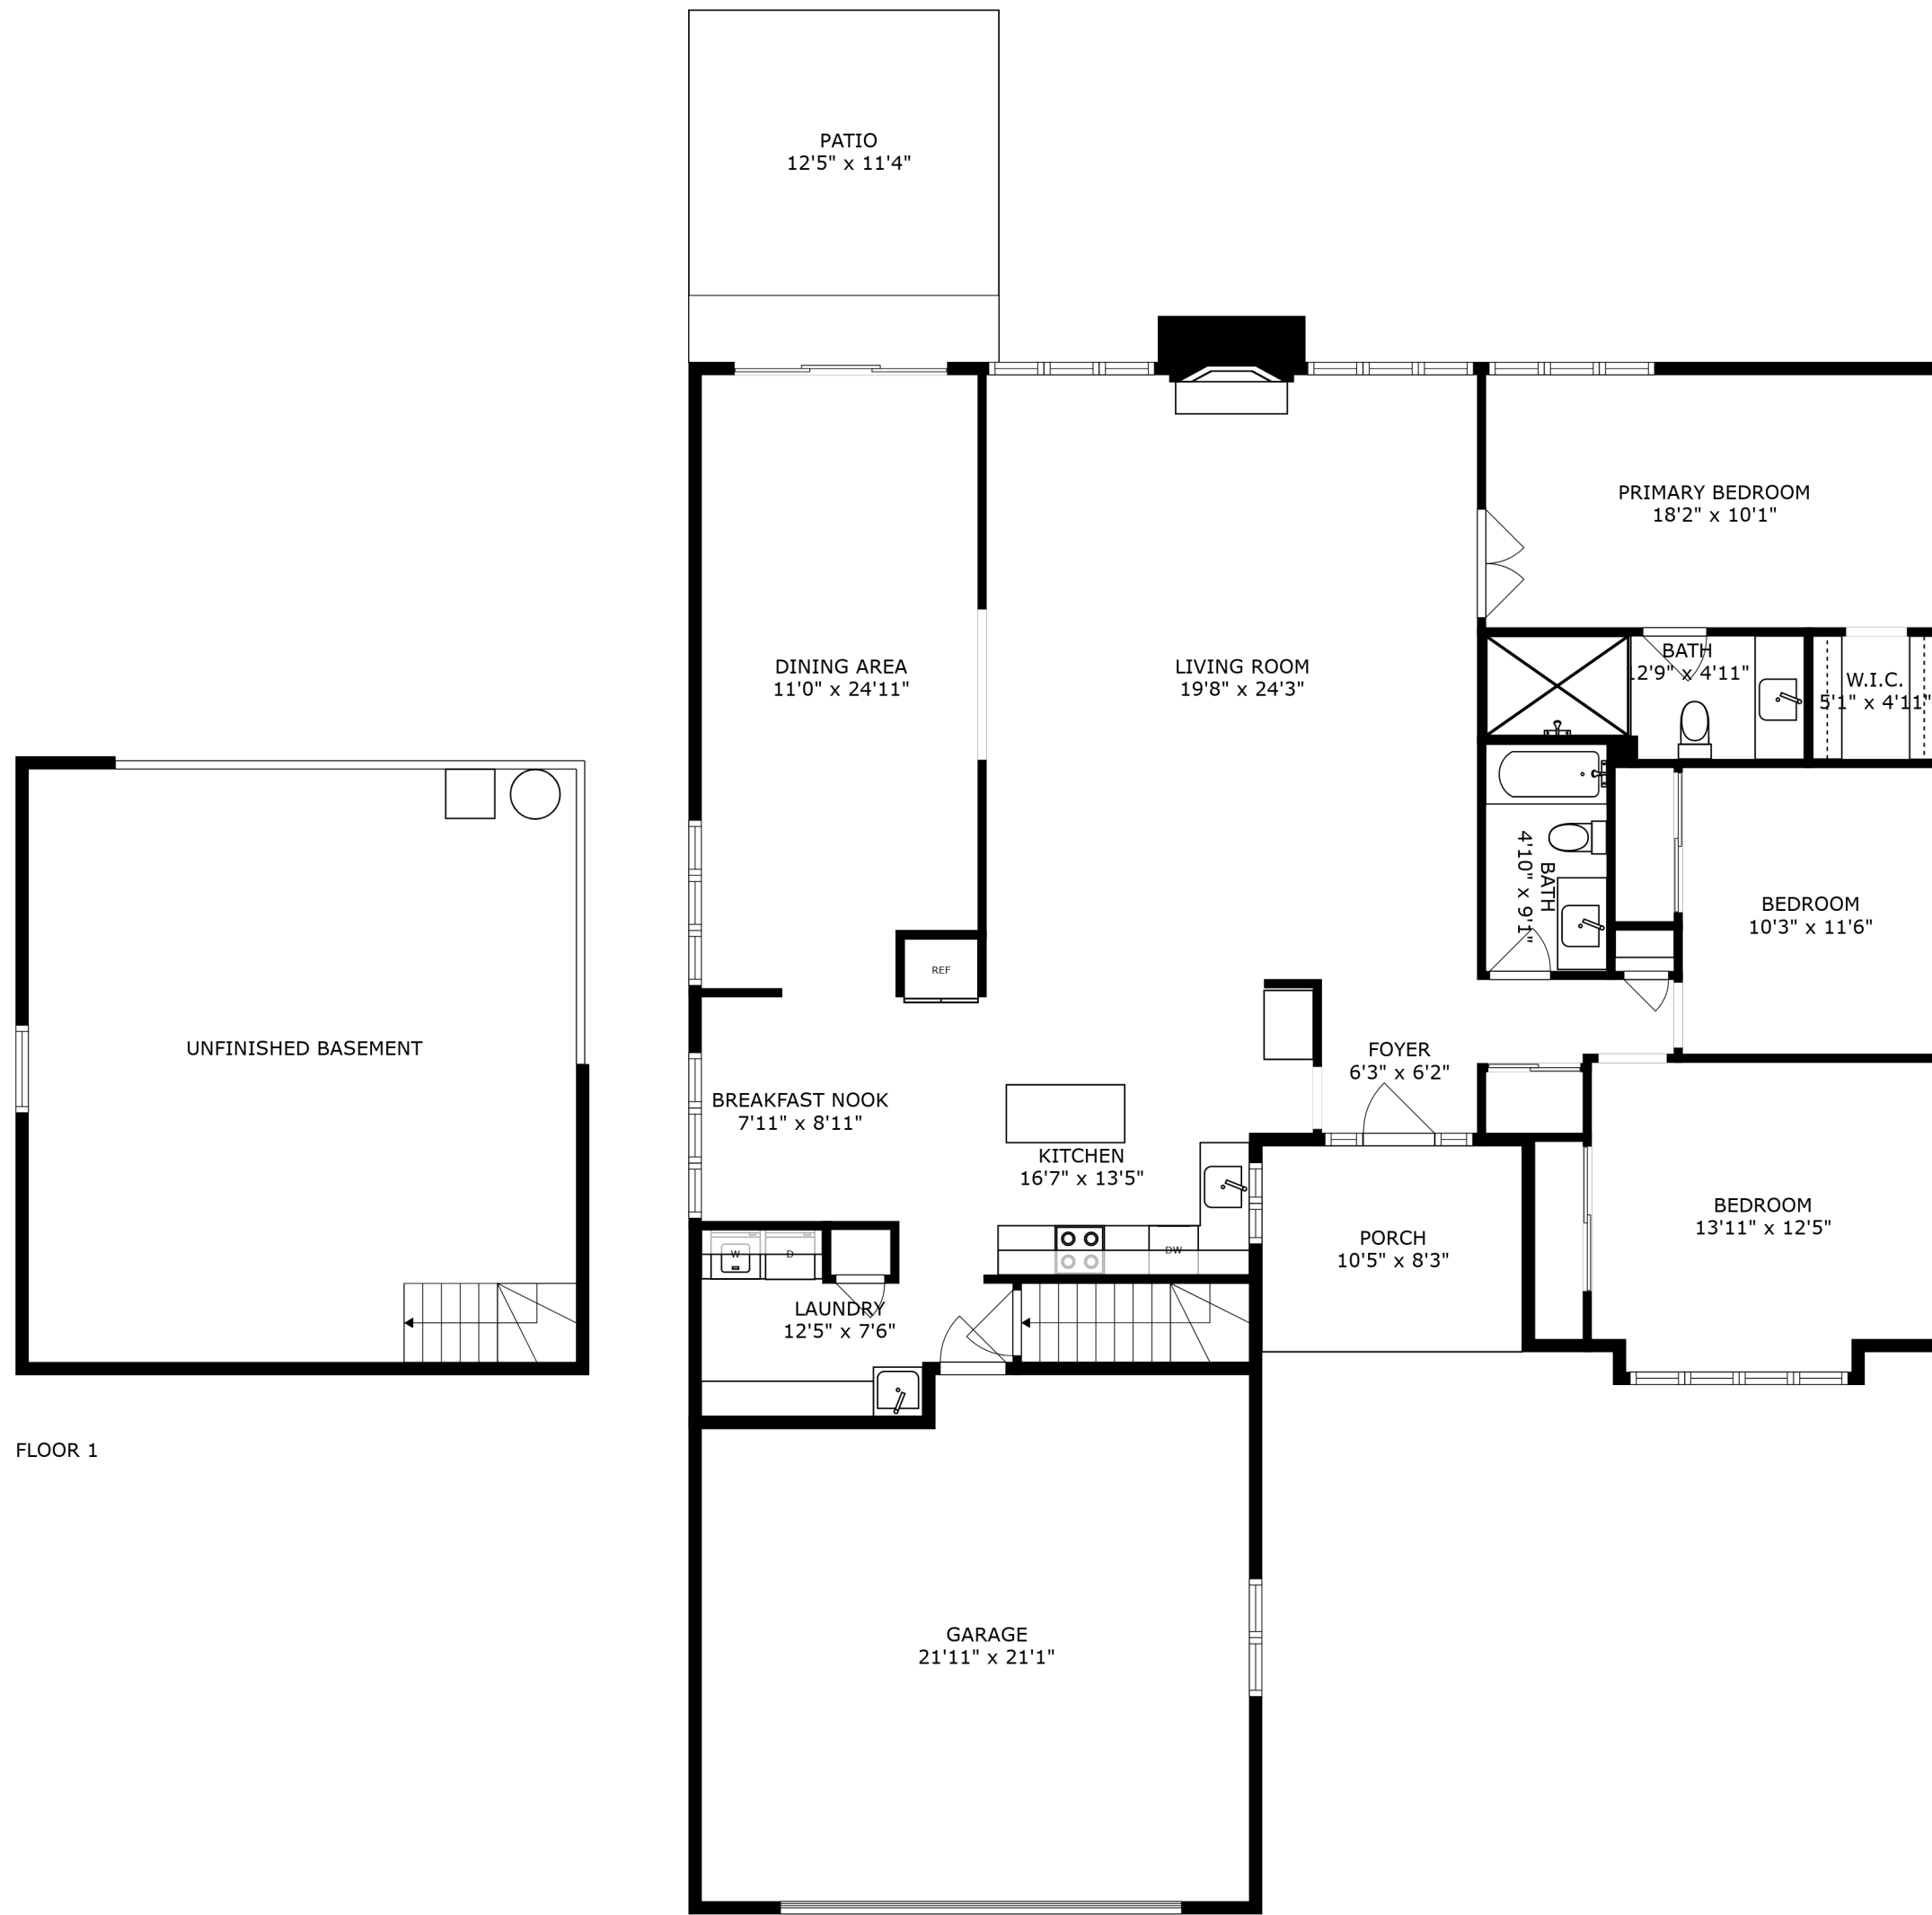 PATIO
12'5" x 11'4"
PRIMARY BEDROOM
18'2" x 10'1"
DINING AREA
11'0" x 24'11"
LIVING ROOM
19'8" x 24'3"
BATH
12'9" x 4'11"
W.I.C.
5'1" x 4'11"
BATH
4'10" x 9'1"
BEDROOM
10'3" x 11'6"
REF
UNFINISHED BASEMENT
FOYER
6'3" x 6'2"
BREAKFAST NOOK
7'11" x 8'11"
KITCHEN
16'7" x 13'5"
BEDROOM
13'11" x 12'5"
PORCH
10'5" x 8'3"
W
D
DW
LAUNDRY
12'5" x 7'6"
FLOOR 1
GARAGE
21'11" x 21'1"